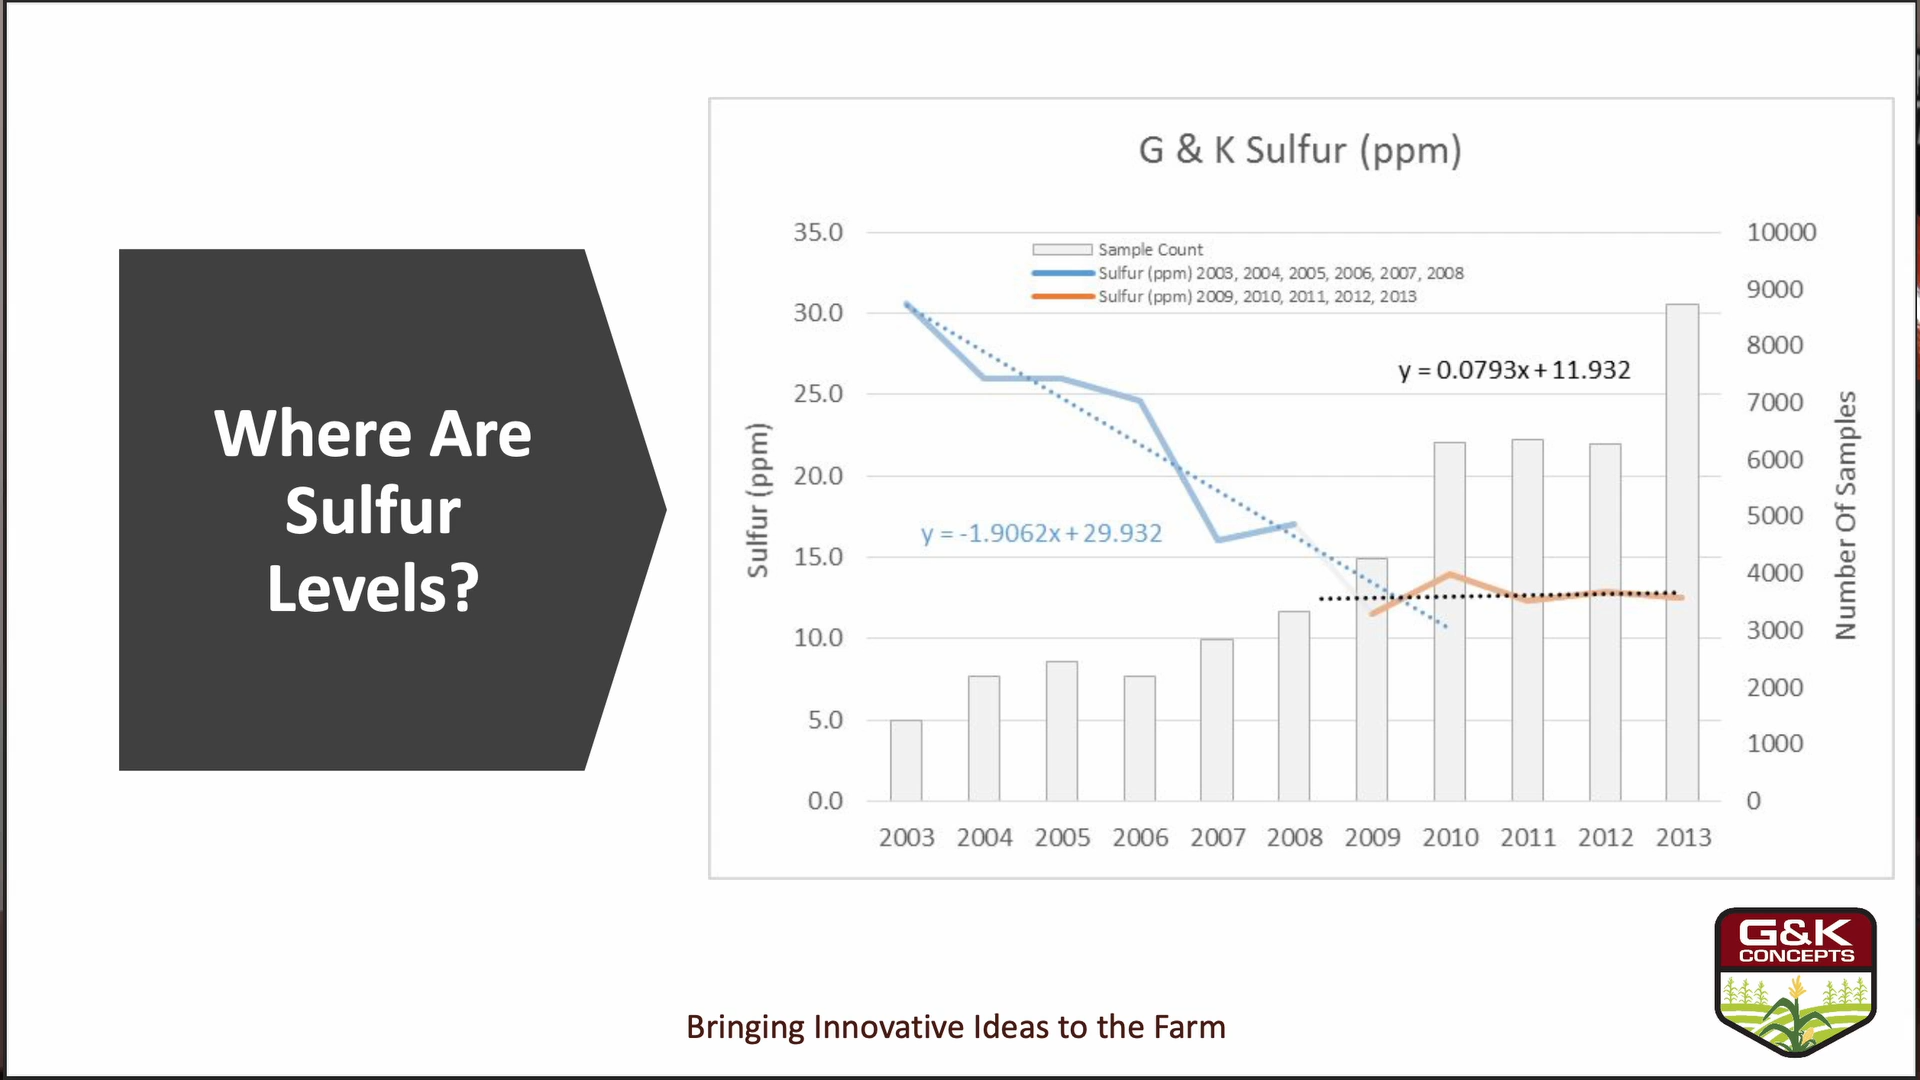 Where Are
Sulfur
Levels?
G & K Sulfur (ppm)
Sample Count
Sulfur (ppm) 2003, 2004, 2005, 2006, 2007, 2008
Sulfur (ppm) 2009, 2010, 2011, 2012, 2013
35.0
30.0
25.0
20.0
15.0
10.0
5.0
0.0
Sulfur (ppm)
y = -1.9062x + 29.932
y = 0.0793x + 11.932
10000
9000
8000
7000
6000
5000
4000
3000
2000
1000
0
Number Of Samples
2003 2004 2005 2006 2007 2008 2009 2010 2011 2012 2013
G&K
CONCEPTS
Bringing Innovative Ideas to the Farm